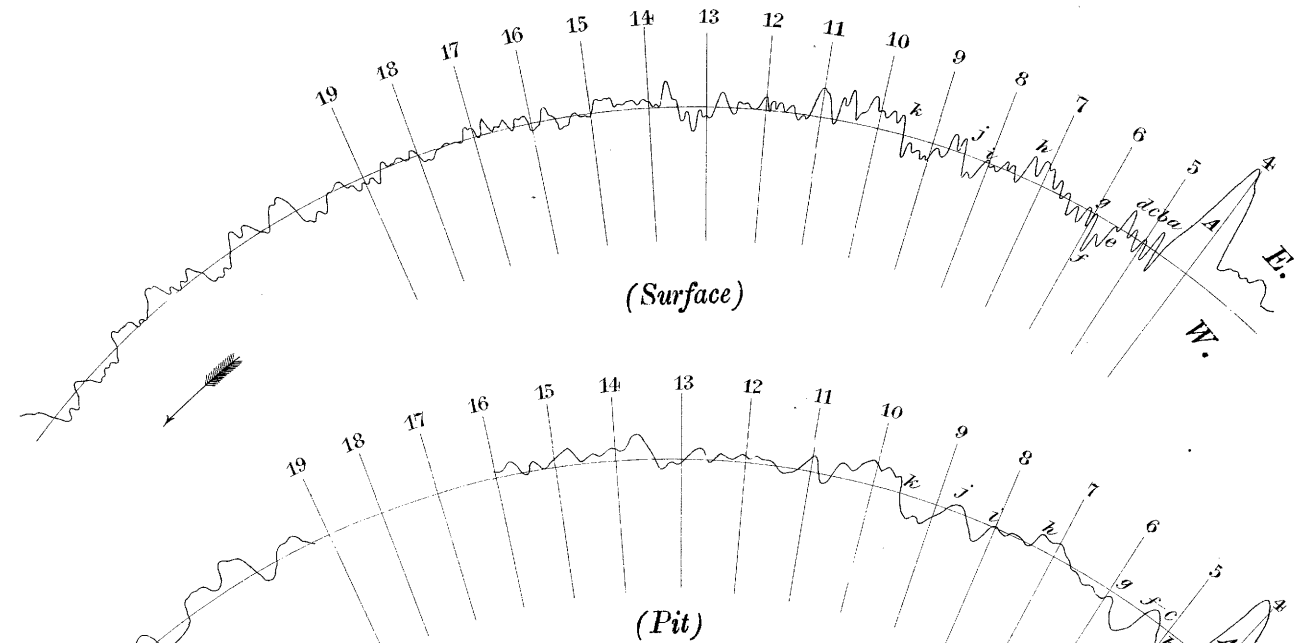 19 18 17 16 15 14 13 12 11 10 9 8 7 6 5 4
k j i h g f e d c b a A
E.
W.
(Surface)
19 18 17 16 15 14 13 12 11 10 9 8 7 6 5 4
k j i h g f-c
(Pit)